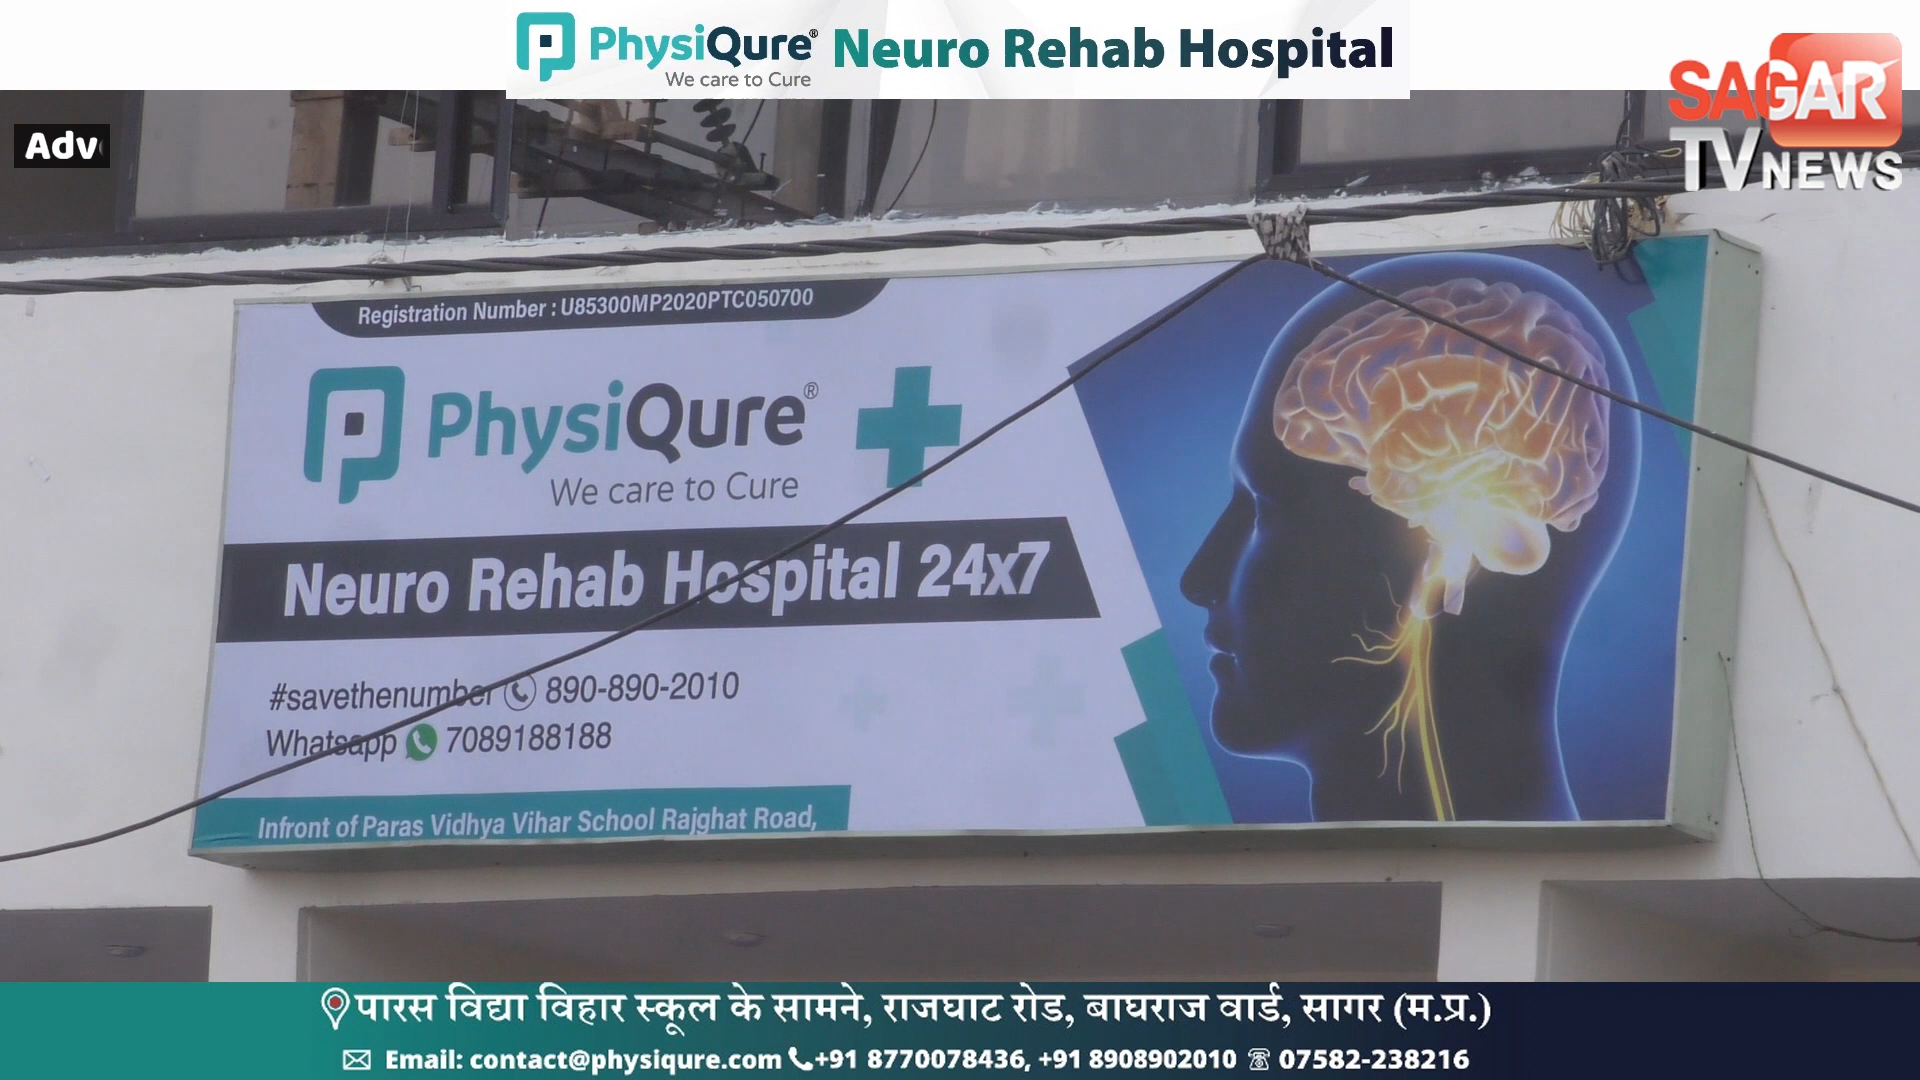 PhysiQure® Neuro Rehab Hospital
We care to Cure
SAGAR
TV NEWS
Adv
Registration Number : U85300MP2020PTC050700
PhysiQure®
We care to Cure
Neuro Rehab Hospital 24x7
#savethenumber 890-890-2010
Whatsapp 7089188188
Infront of Paras Vidhya Vihar School Rajghat Road,
पारस विद्या विहार स्कूल के सामने, राजघाट रोड, बाघराज वार्ड, सागर (म.प्र.)
Email: contact@physiqure.com +91 8770078436, +91 8908902010 07582-238216